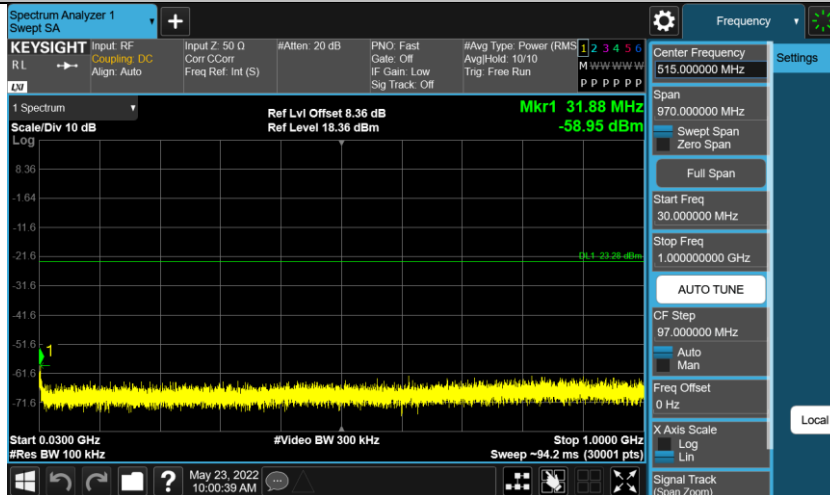 Spectrum Analyzer 1
Swept SA
+
Frequency
KEYSIGHT
RL
LXI
Input: RF
Coupling: DC
Align: Auto
Input Z: 50 Ω
Corr CCorr
Freq Ref: Int (S)
#Atten: 20 dB
PNO: Fast
Gate: Off
IF Gain: Low
Sig Track: Off
#Avg Type: Power (RMS
Avg|Hold: 10/10
Trig: Free Run
1 2 3 4 5 6
M W W W W W
P P P P P P
1 Spectrum
Scale/Div 10 dB
Ref Lvl Offset 8.36 dB
Ref Level 18.36 dBm
Mkr1 31.88 MHz
-58.95 dBm
Log
8.36
-1.64
-11.6
-21.6
DL1 -23.28 dBm
-31.6
-41.6
-51.6
1
-61.6
-71.6
Start 0.0300 GHz
#Res BW 100 kHz
#Video BW 300 kHz
Stop 1.0000 GHz
Sweep ~94.2 ms (30001 pts)
?
May 23, 2022
10:00:39 AM
Center Frequency
515.000000 MHz
Span
970.000000 MHz
Swept Span
Zero Span
Full Span
Start Freq
30.000000 MHz
Stop Freq
1.000000000 GHz
AUTO TUNE
CF Step
97.000000 MHz
Auto
Man
Freq Offset
0 Hz
X Axis Scale
Log
Lin
Signal Track
(Span Zoom)
Settings
Local